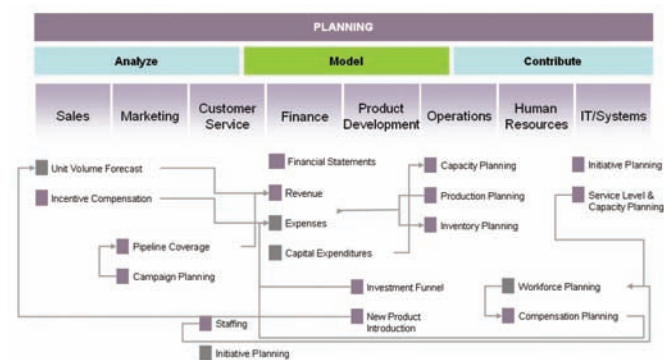 PLANNING
Analyze
Model
Contribute
Sales
Marketing
Customer
Service
Finance
Product
Development
Operations
Human
Resources
IT/Systems
Unit Volume Forecast
Incentive Compensation
Pipeline Coverage
Campaign Planning
Staffing
Initiative Planning
Financial Statements
Revenue
Expenses
Capital Expenditures
Investment Funnel
New Product
Introduction
Capacity Planning
Production Planning
Inventory Planning
Workforce Planning
Compensation Planning
Initiative Planning
Service Level &
Capacity Planning